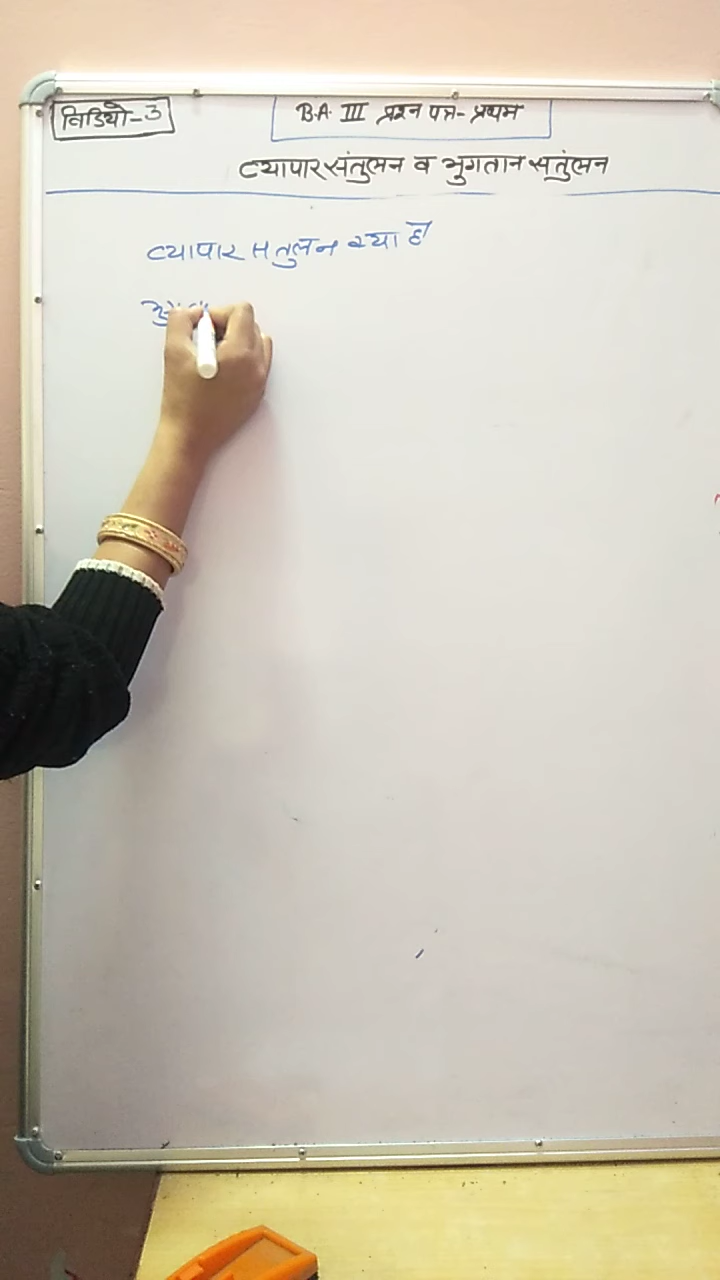 विडियो-3
B.A. III प्रश्न पत्र- प्रथम
व्यापार संतुलन व भुगतान संतुलन
व्यापार संतुलन क्या है